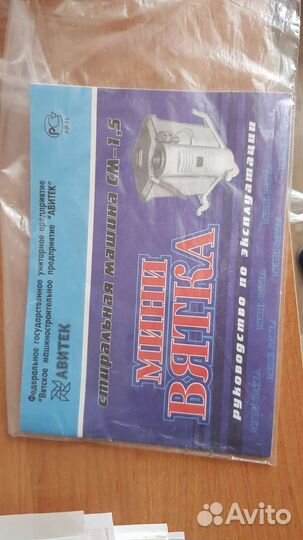 Федеральное государственное унитарное предприятие
"Вятское машиностроительное предприятие "АВИТЕК"
АВИТЕК
стиральная машина СМ-1,5
МИНИ
ВЯТКА
руководство по эксплуатации
Avito